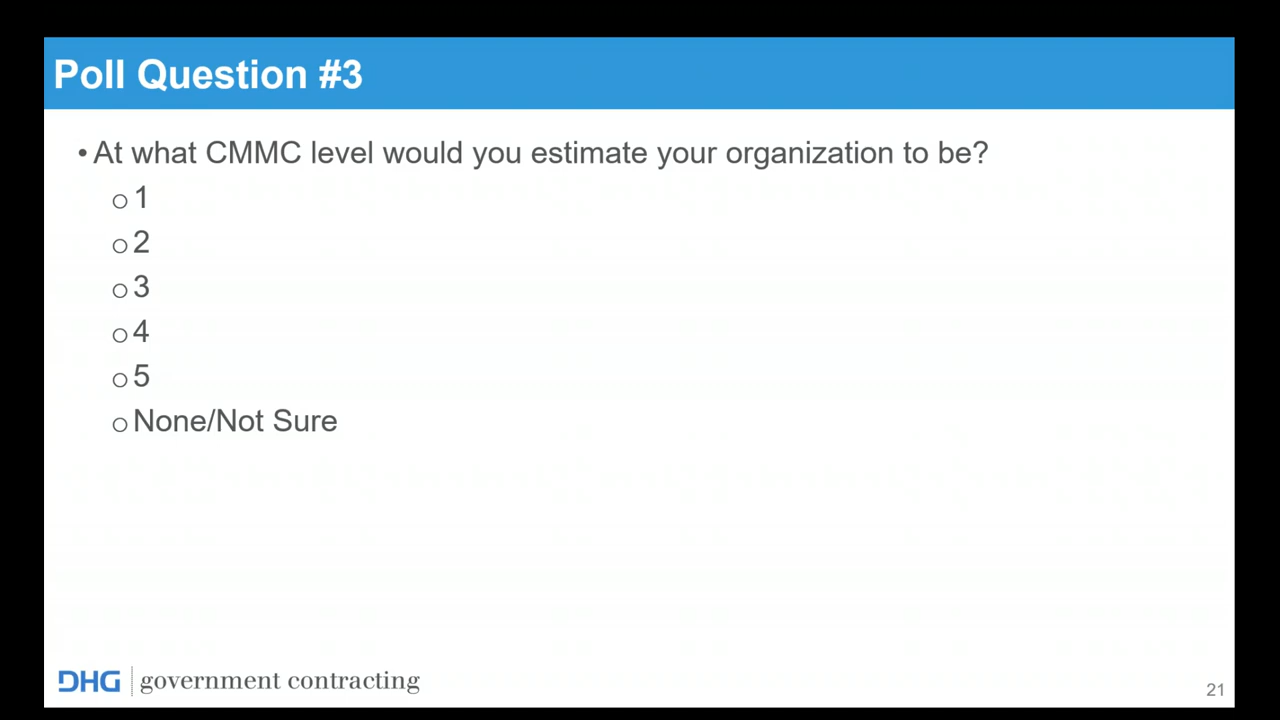 Poll Question #3
• At what CMMC level would you estimate your organization to be?
○ 1
○ 2
○ 3
○ 4
○ 5
○ None/Not Sure
DHG | government contracting
21